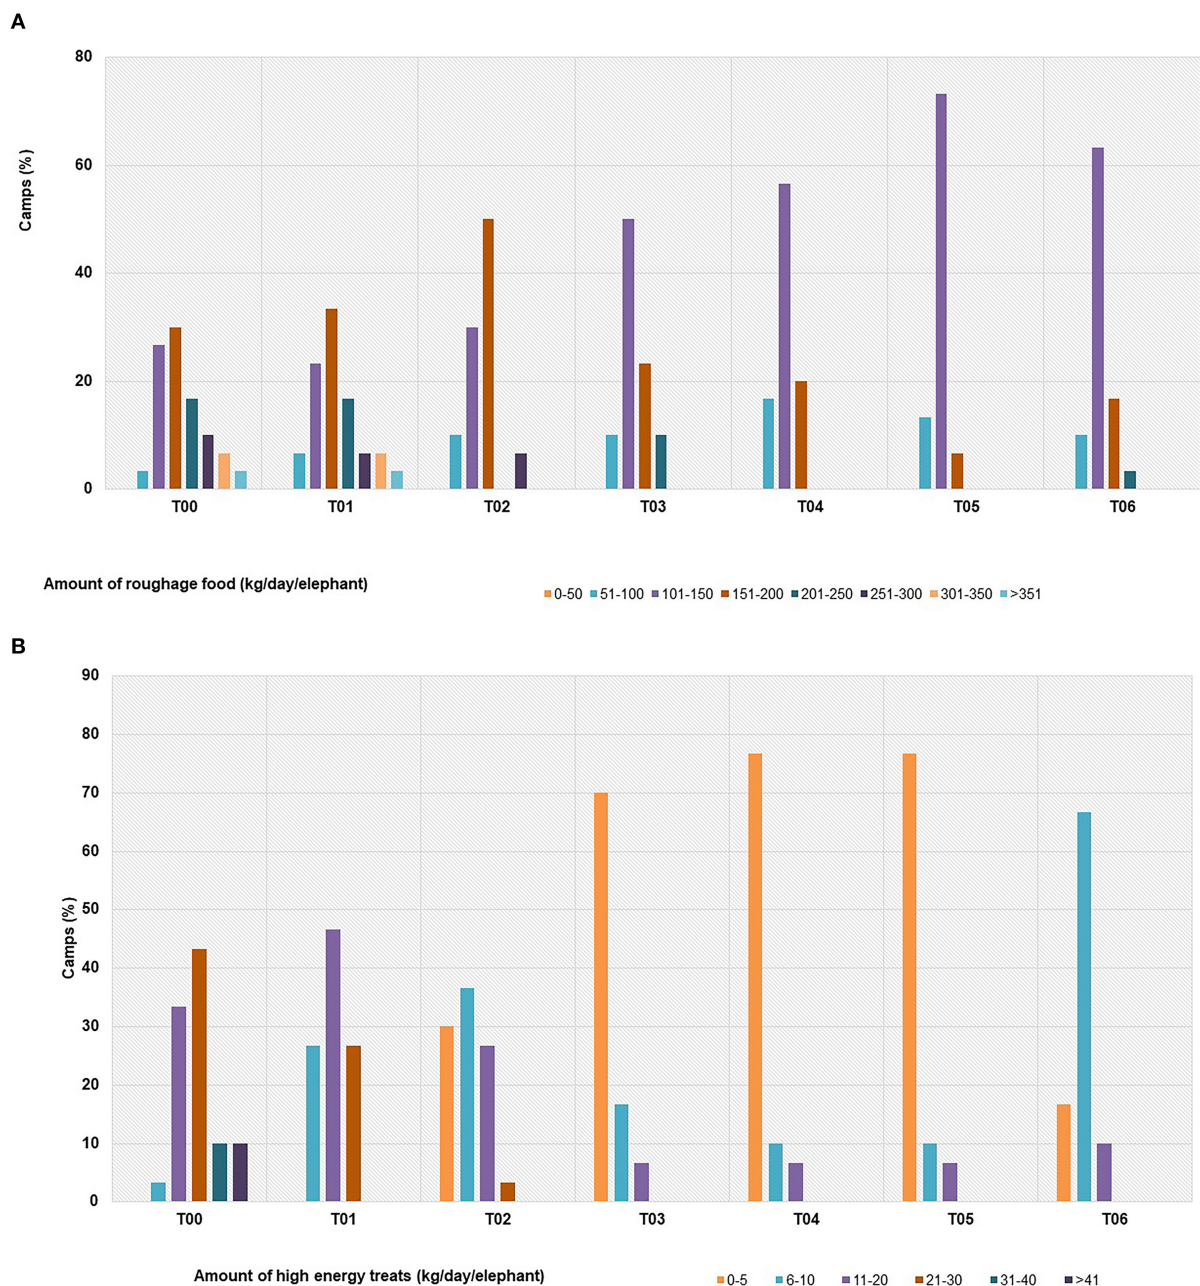 A
80
60
40
20
0
Camps (%)
T00 T01 T02 T03 T04 T05 T06
Amount of roughage food (kg/day/elephant)
0-50 51-100 101-150 151-200 201-250 251-300 301-350 >351
B
90
80
70
60
50
40
30
20
10
0
Camps (%)
T00 T01 T02 T03 T04 T05 T06
Amount of high energy treats (kg/day/elephant)
0-5 6-10 11-20 21-30 31-40 >41